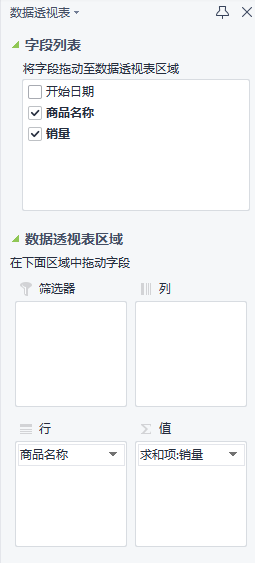 数据透视表
字段列表
将字段拖动至数据透视表区域
开始日期
商品名称
销量
数据透视表区域
在下面区域中拖动字段
筛选器 列
行 值
商品名称 求和项:销量